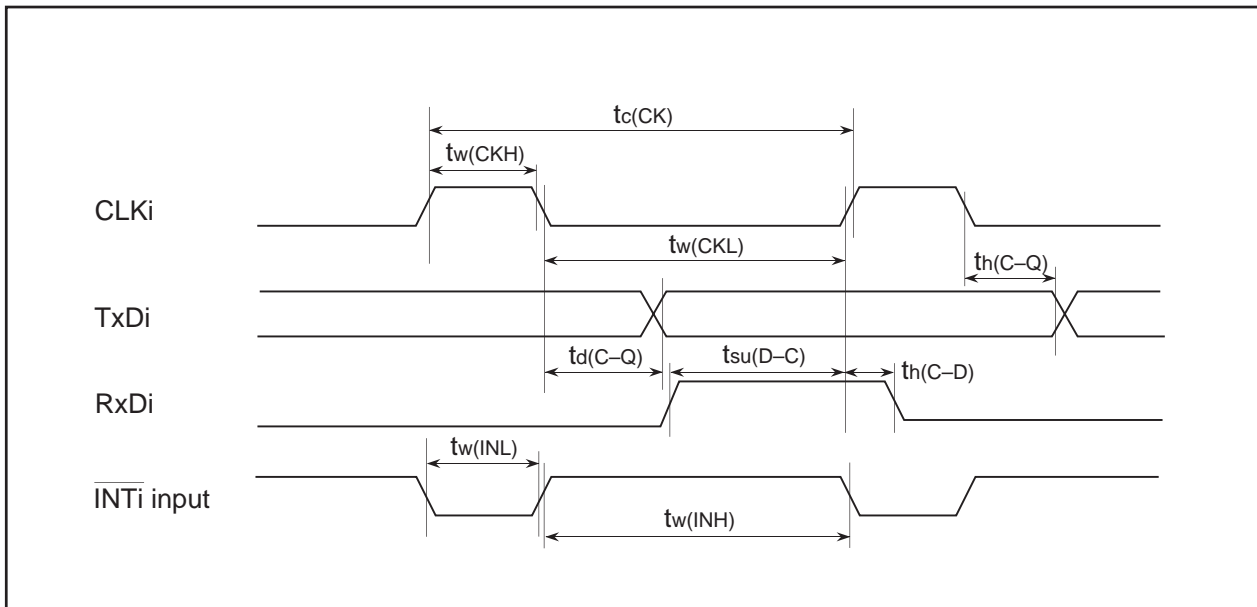 tc(CK)
tw(CKH)
CLKi
tw(CKL)
th(C–Q)
TxDi
td(C–Q)
tsu(D–C)
th(C–D)
RxDi
tw(INL)
INTi input
tw(INH)